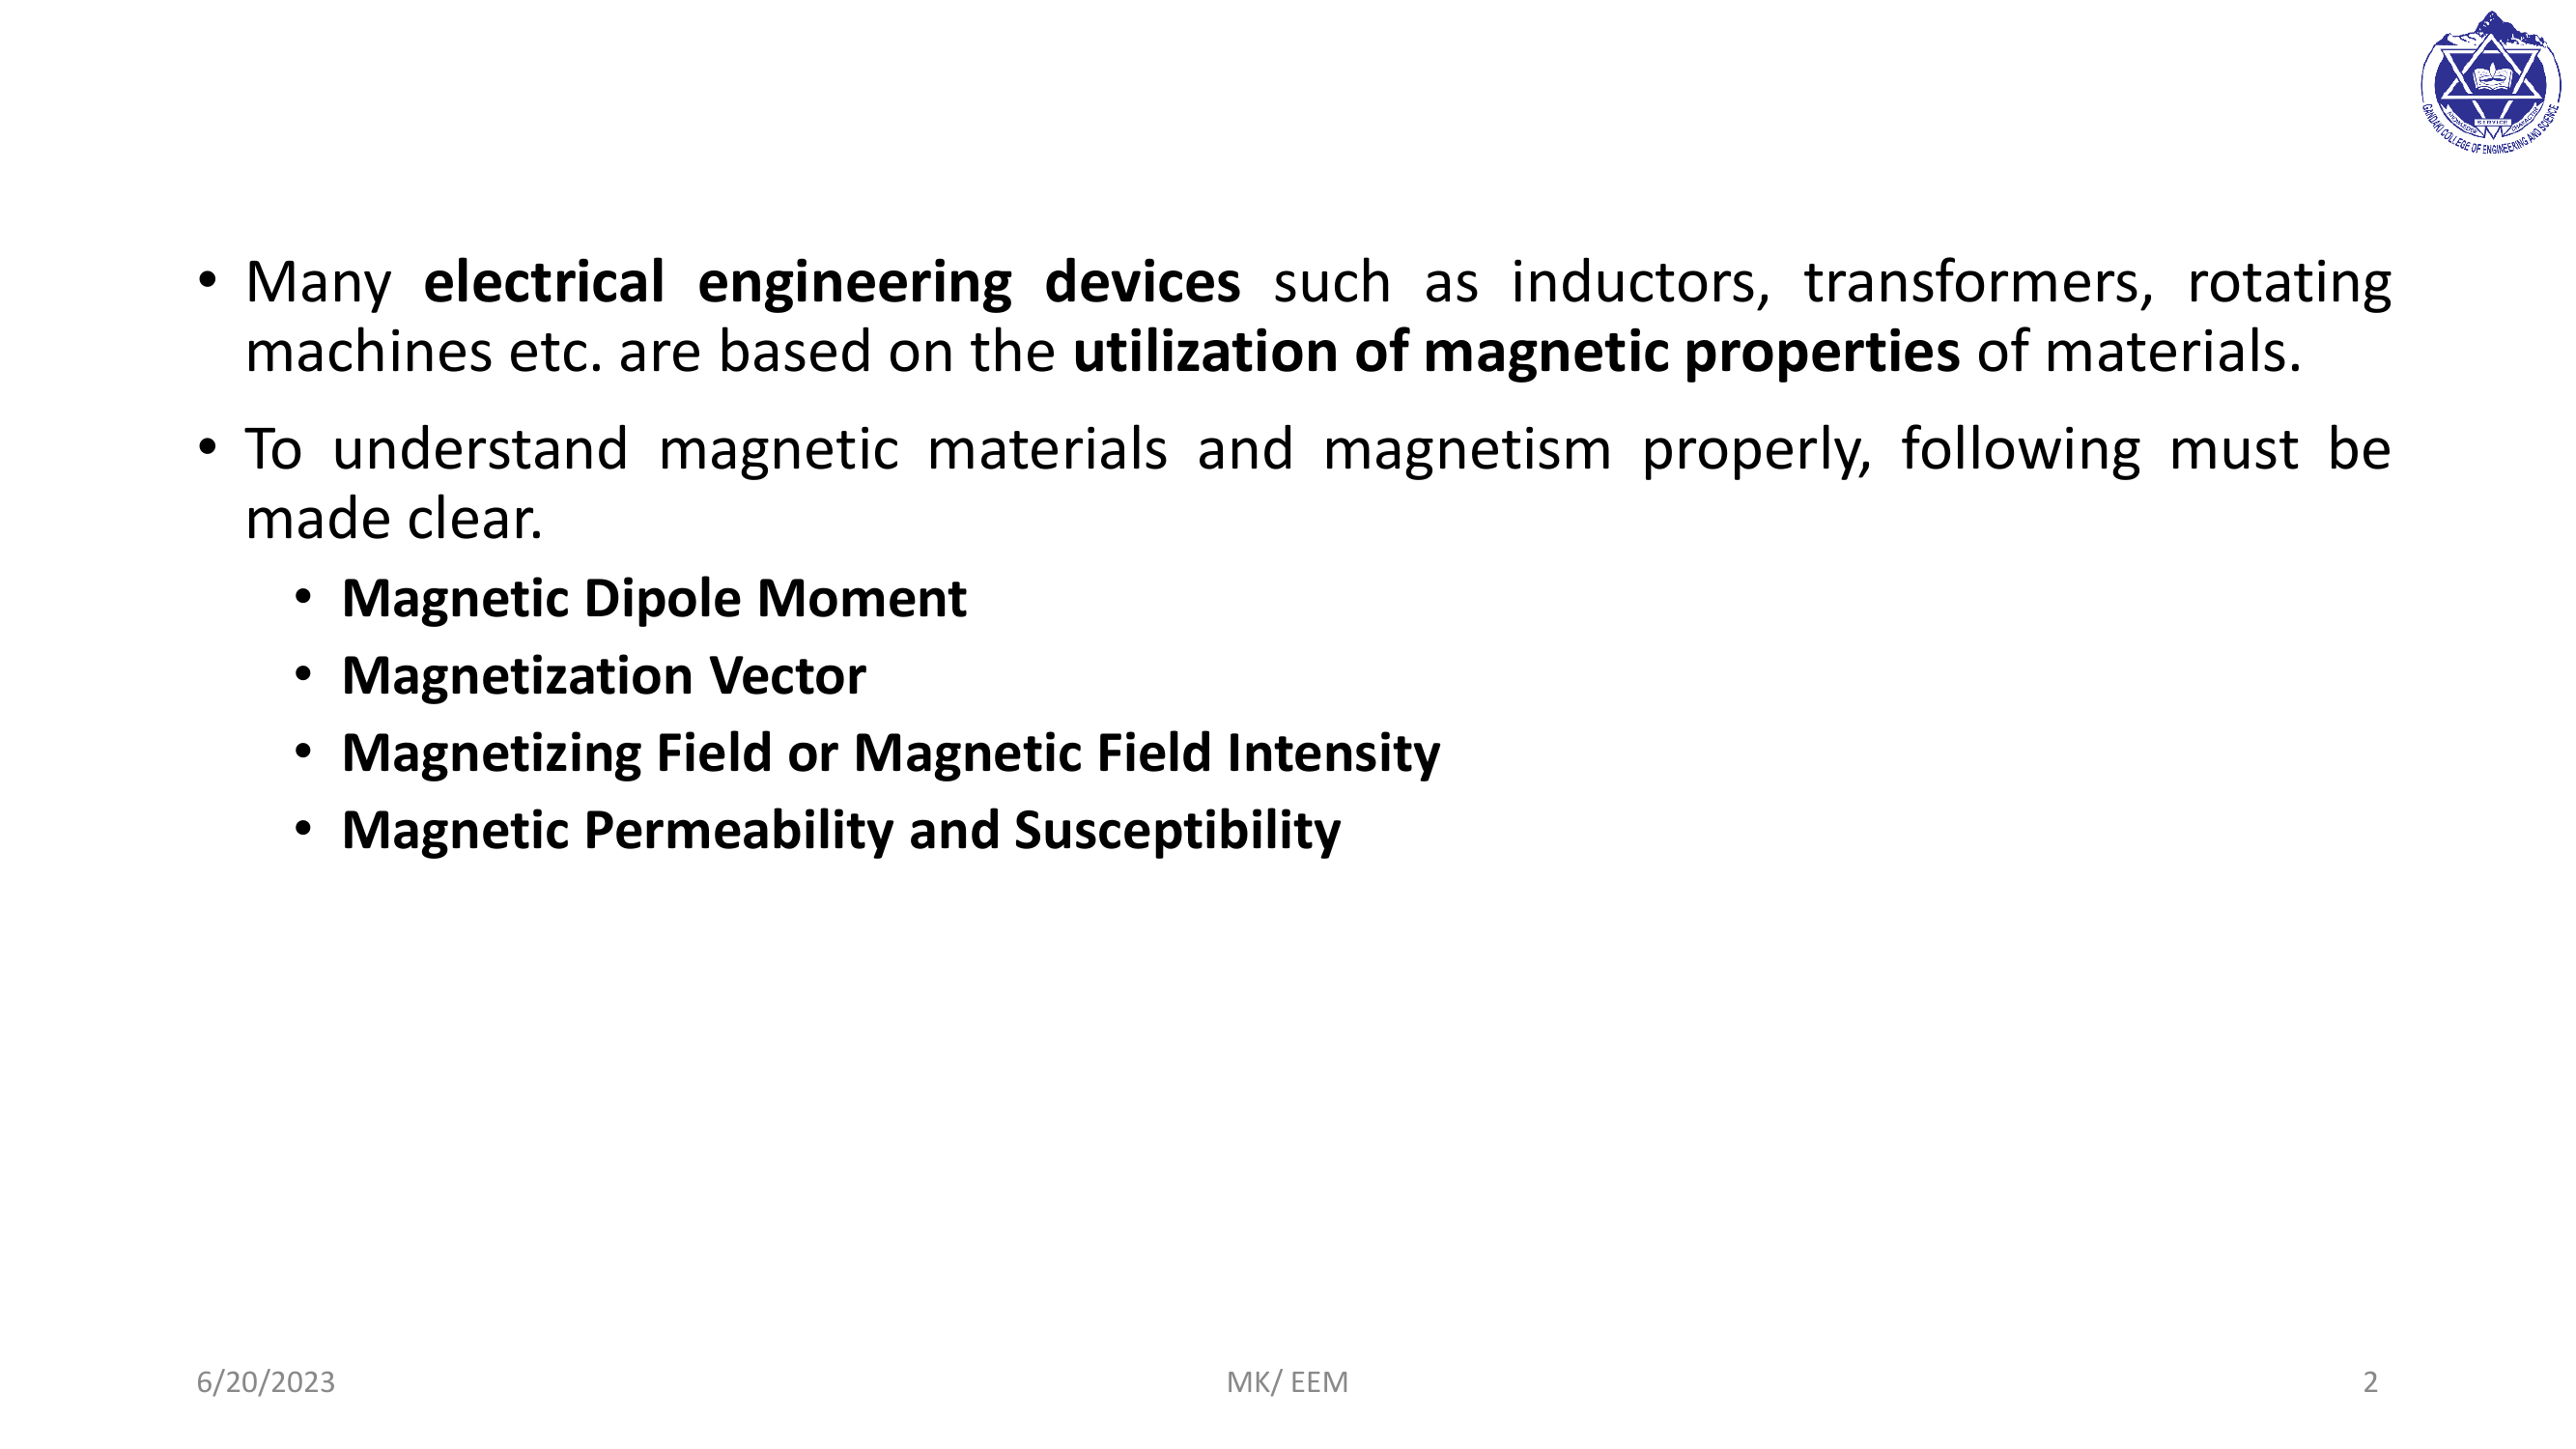 GANDAKI COLLEGE OF ENGINEERING AND SCIENCE
• Many electrical engineering devices such as inductors, transformers, rotating
machines etc. are based on the utilization of magnetic properties of materials.
• To understand magnetic materials and magnetism properly, following must be
made clear.
• Magnetic Dipole Moment
• Magnetization Vector
• Magnetizing Field or Magnetic Field Intensity
• Magnetic Permeability and Susceptibility
6/20/2023
MK/ EEM
2